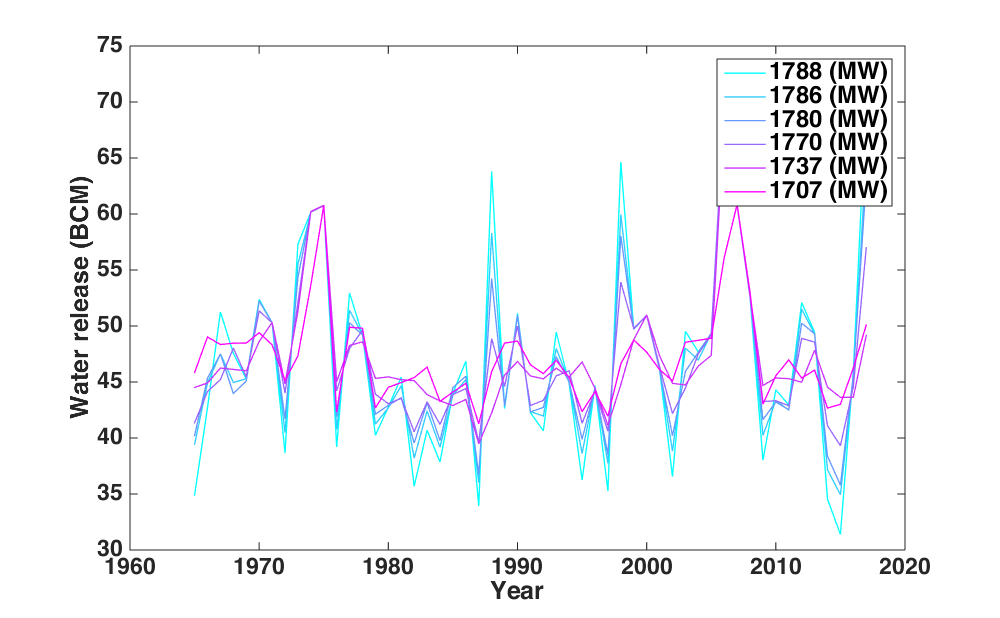 75
70
65
60
55
50
45
40
35
30
Water release (BCM)
1788 (MW)
1786 (MW)
1780 (MW)
1770 (MW)
1737 (MW)
1707 (MW)
1960 1970 1980 1990 2000 2010 2020
Year